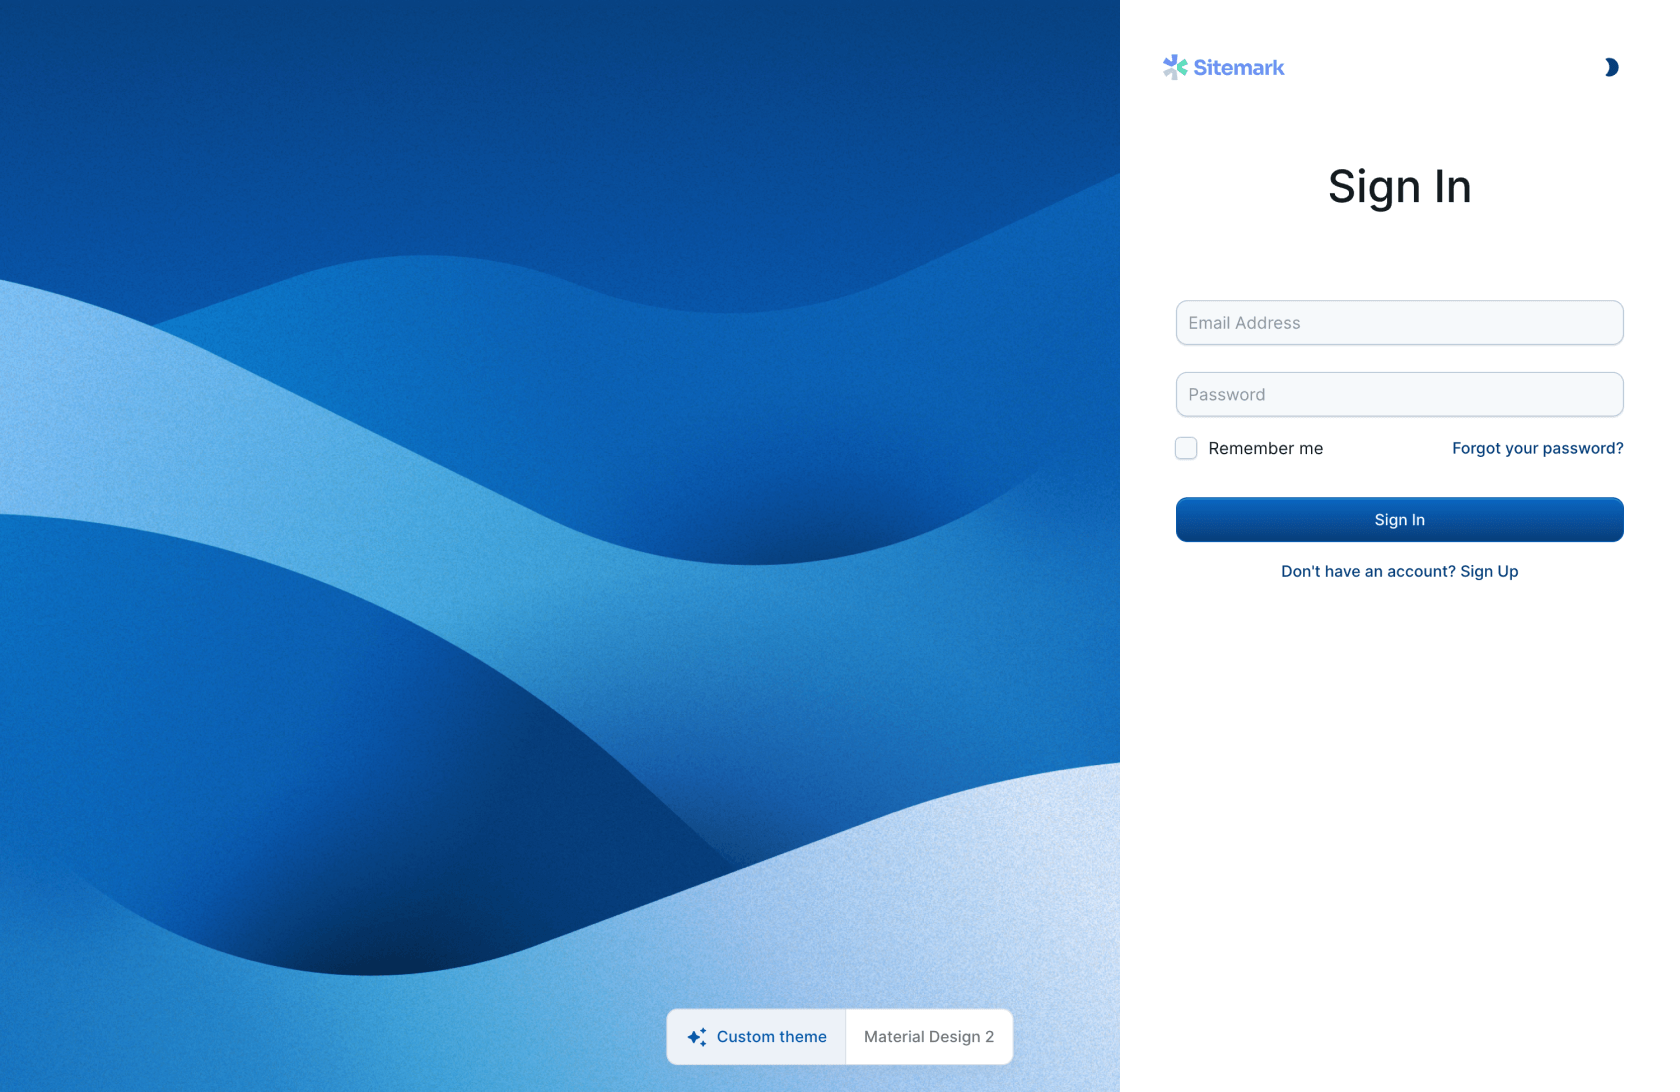 Sitemark
Sign In
Email Address
Password
Remember me
Forgot your password?
Sign In
Don't have an account? Sign Up
Custom theme
Material Design 2